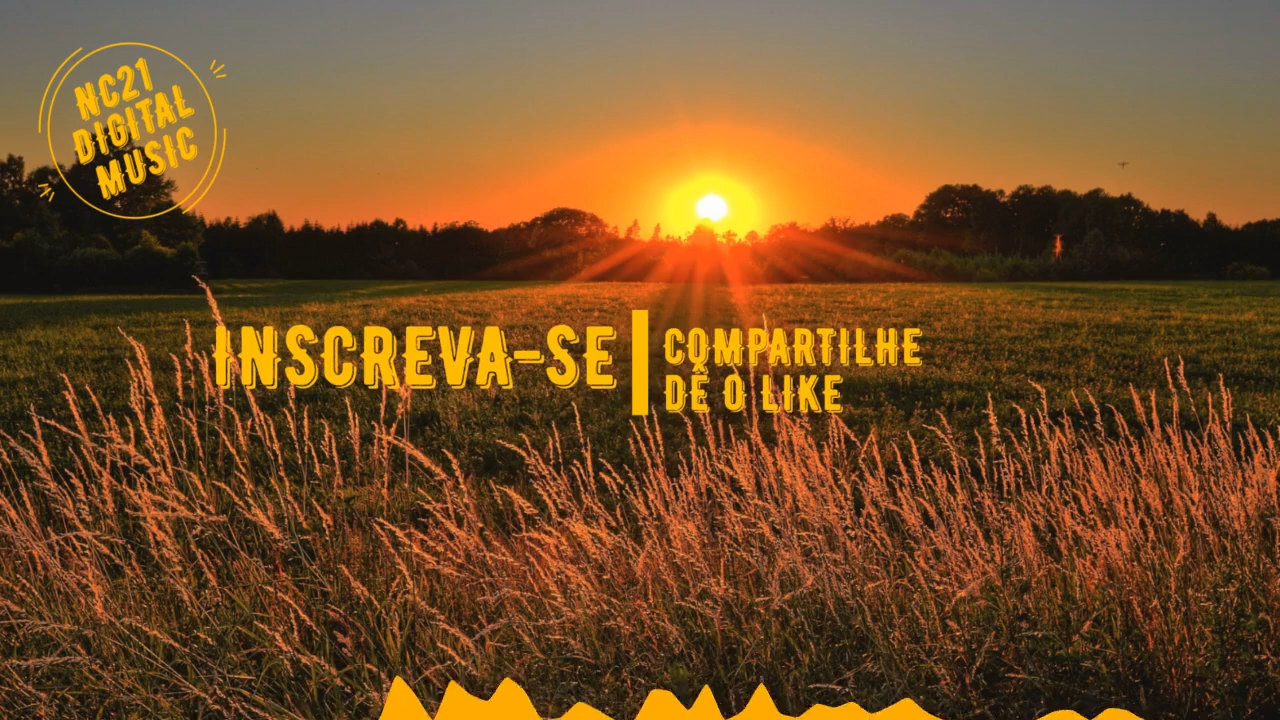 NC21
DIGITAL
MUSIC
INSCREVA-SE
COMPARTILHE
DÊ O LIKE